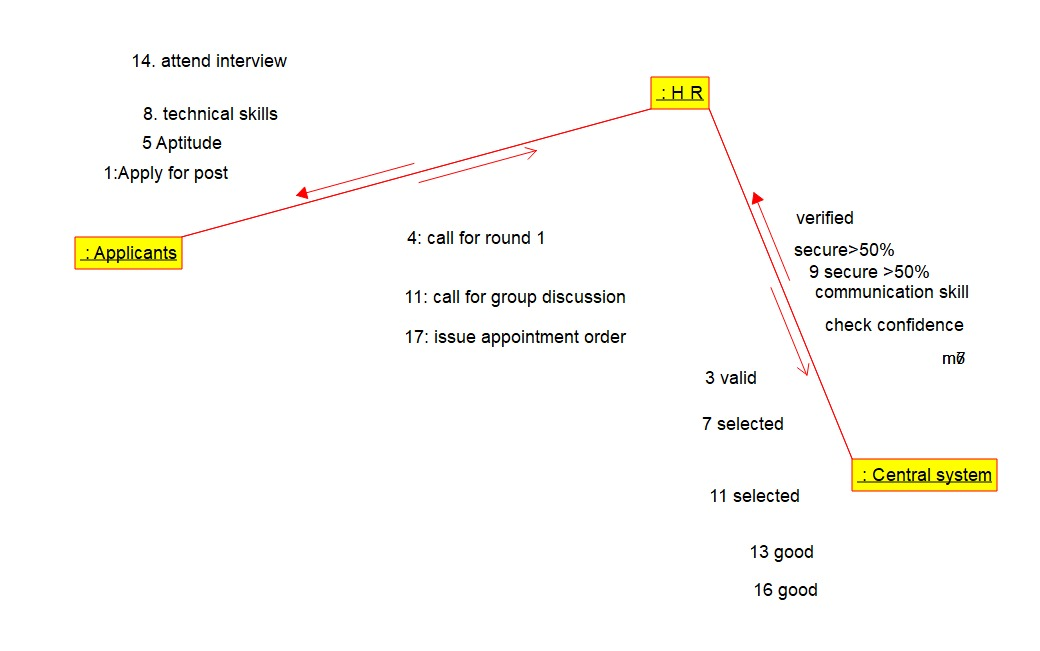 14. attend interview
: H R
8. technical skills
5 Aptitude
1:Apply for post
verified
4: call for round 1
: Applicants
secure>50%
9 secure >50%
communication skill
11: call for group discussion
check confidence
17: issue appointment order
3 valid
7 selected
: Central system
11 selected
13 good
16 good